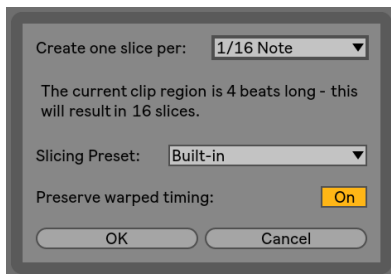 Create one slice per: 1/16 Note
The current clip region is 4 beats long - this
will result in 16 slices.
Slicing Preset: Built-in
Preserve warped timing: On
OK Cancel